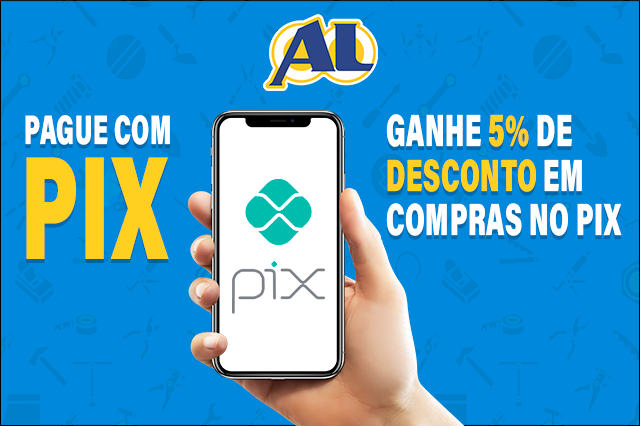 AL
PAGUE COM
PIX
pix
GANHE 5% DE
DESCONTO EM
COMPRAS NO PIX